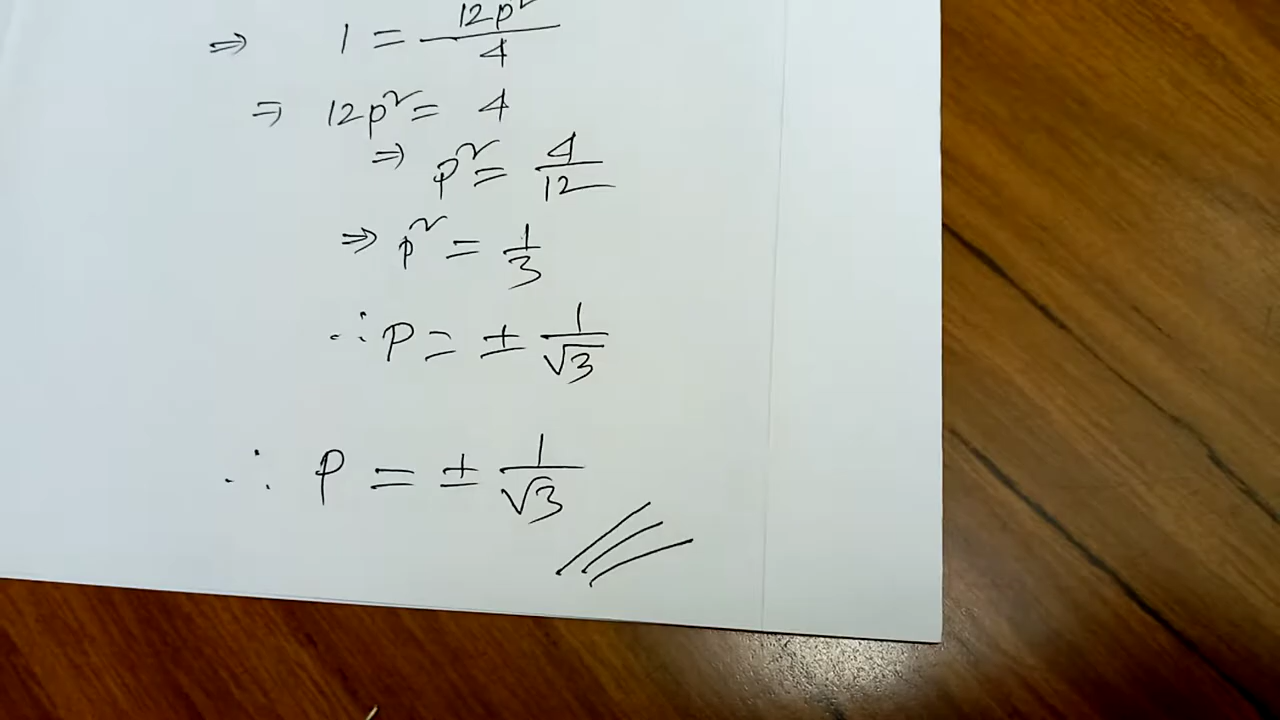 ⇒ 1 = 12p²/4
⇒ 12p² = 4
⇒ p² = 4/12
⇒ p² = 1/3
∴ P = ± 1/√3
∴ P = ± 1/√3